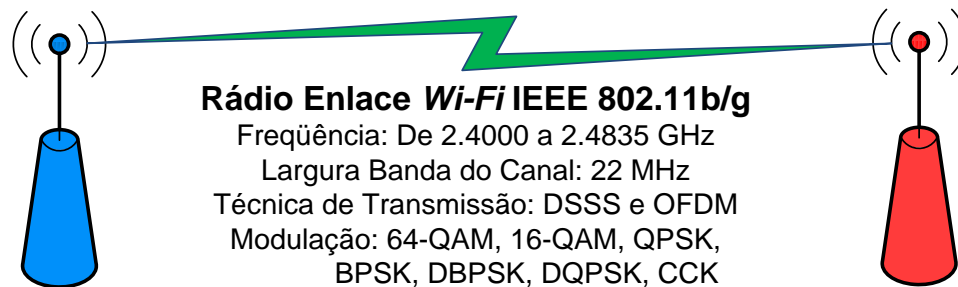 Rádio Enlace Wi-Fi IEEE 802.11b/g
Freqüência: De 2.4000 a 2.4835 GHz
Largura Banda do Canal: 22 MHz
Técnica de Transmissão: DSSS e OFDM
Modulação: 64-QAM, 16-QAM, QPSK,
BPSK, DBPSK, DQPSK, CCK